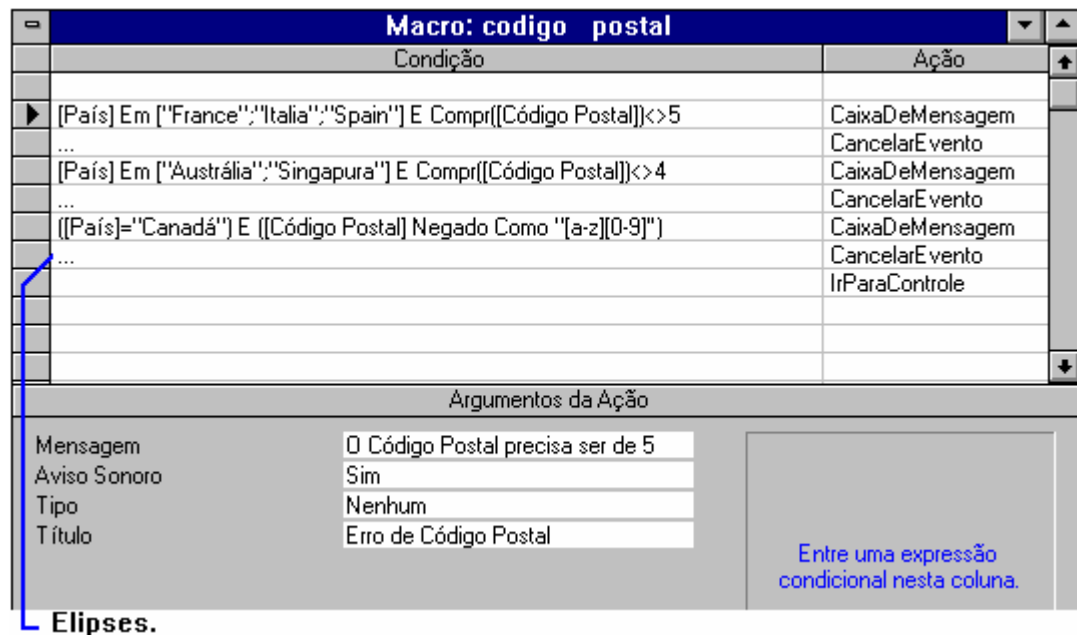 Macro: codigo postal
Condição Ação
[País] Em ["France";"Italia";"Spain"] E Compr([Código Postal])<>5 CaixaDeMensagem
... CancelarEvento
[País] Em ["Austrália";"Singapura"] E Compr([Código Postal])<>4 CaixaDeMensagem
... CancelarEvento
([País]="Canadá") E ([Código Postal] Negado Como "[a-z][0-9]") CaixaDeMensagem
... CancelarEvento
IrParaControle
Argumentos da Ação
Mensagem O Código Postal precisa ser de 5
Aviso Sonoro Sim
Tipo Nenhum
Título Erro de Código Postal
Entre uma expressão
condicional nesta coluna.
Elipses.